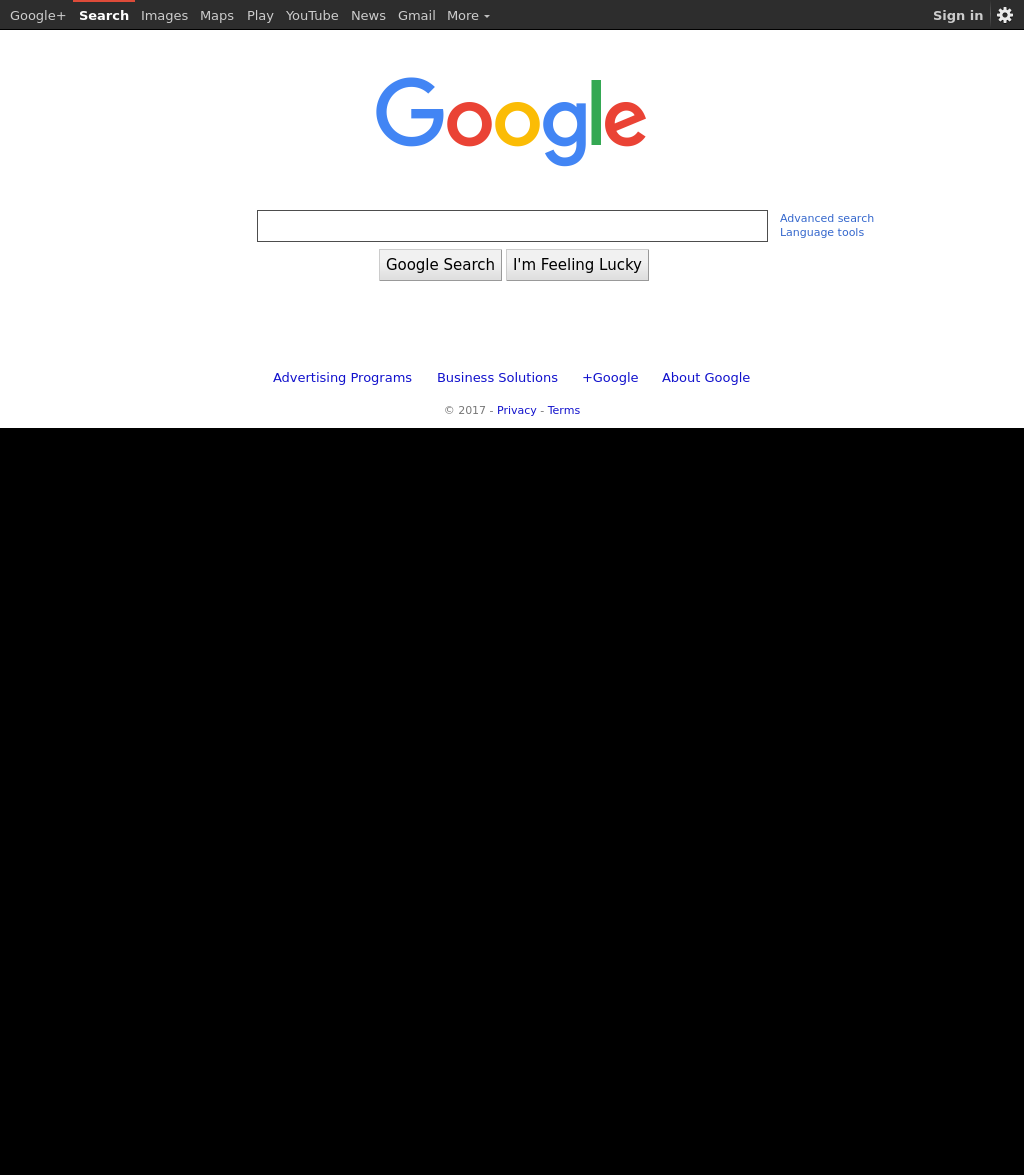 Google+ Search Images Maps Play YouTube News Gmail More Sign in
Google
Advanced search
Language tools
Google Search I'm Feeling Lucky
Advertising Programs Business Solutions +Google About Google
© 2017 - Privacy - Terms